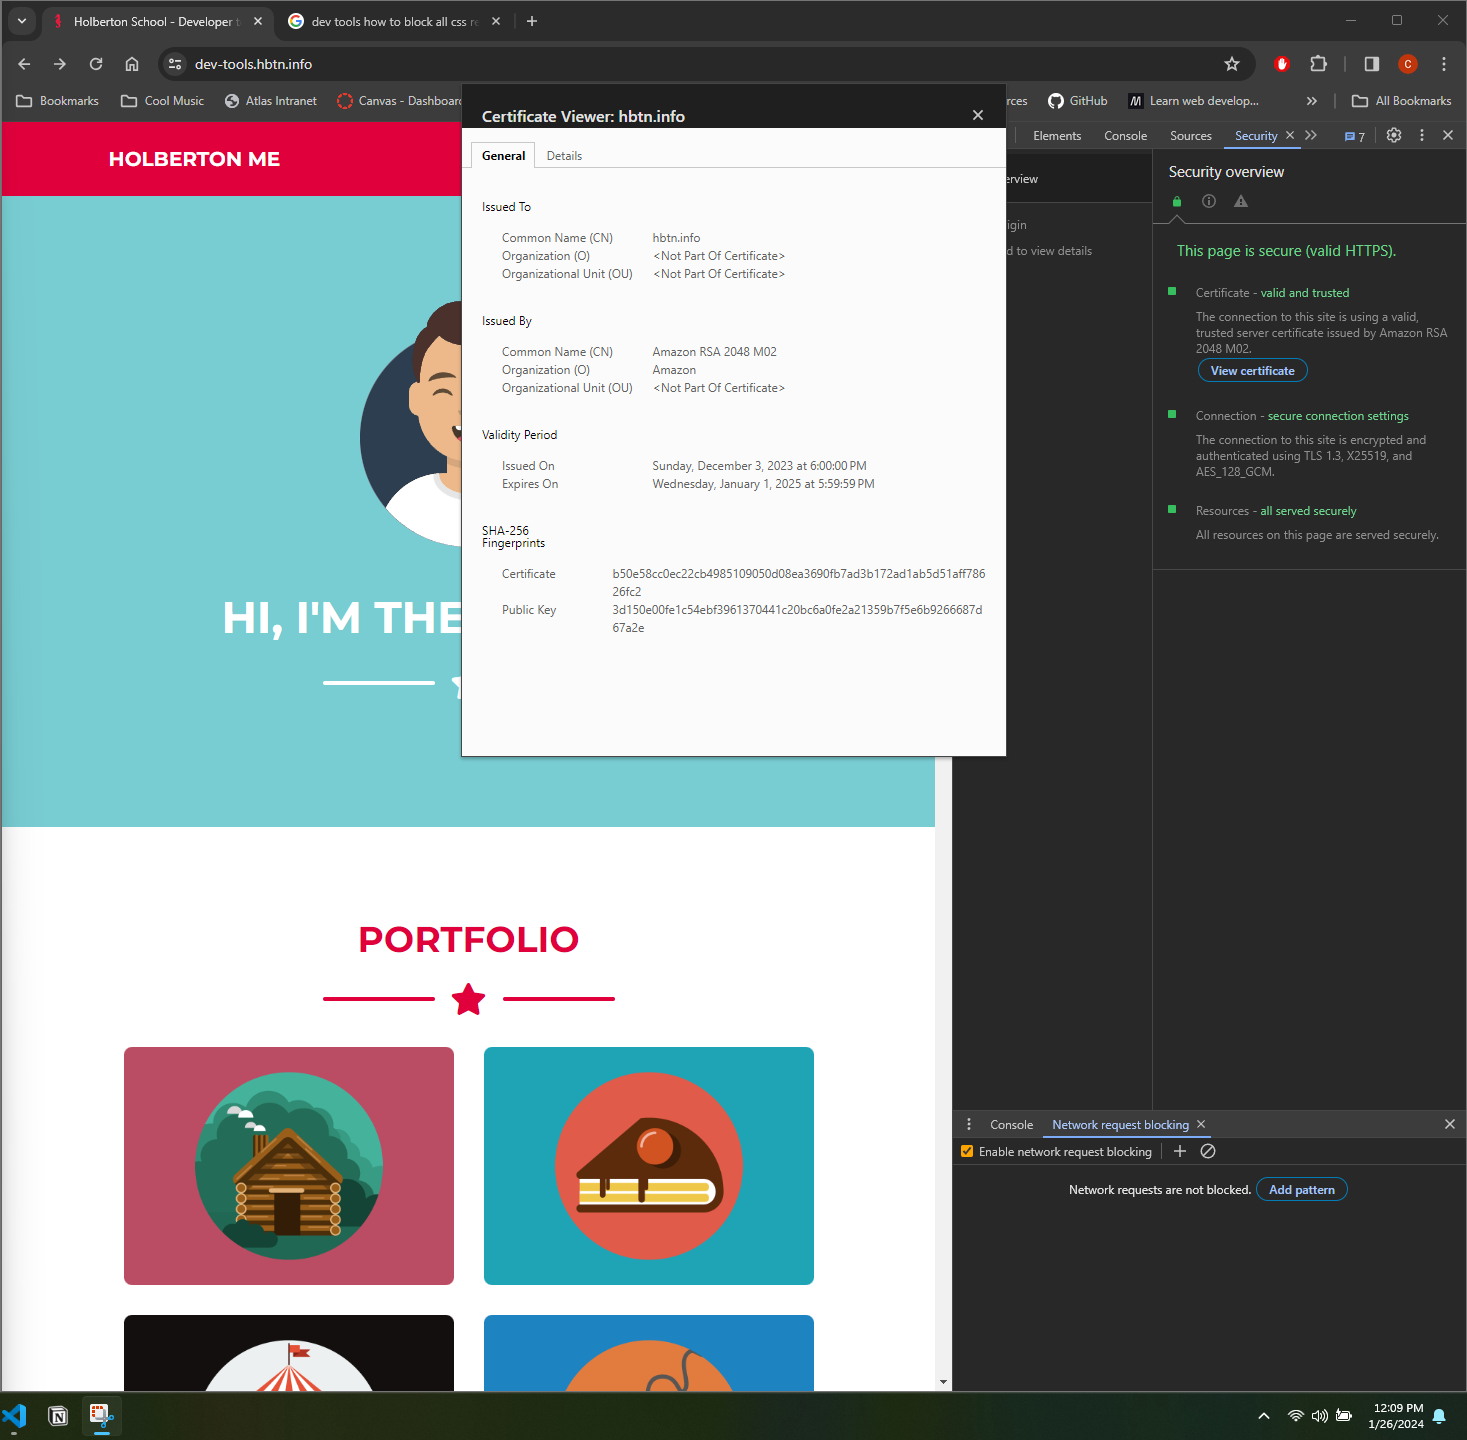 Holberton School - Developer t
dev tools how to block all css re
dev-tools.hbtn.info
C
Bookmarks
Cool Music
Atlas Intranet
Canvas - Dashboard
rces
GitHub
M
Learn web develop...
All Bookmarks
HOLBERTON ME
Certificate Viewer: hbtn.info
General
Details
Issued To
Common Name (CN) hbtn.info
Organization (O) <Not Part Of Certificate>
Organizational Unit (OU) <Not Part Of Certificate>
Issued By
Common Name (CN) Amazon RSA 2048 M02
Organization (O) Amazon
Organizational Unit (OU) <Not Part Of Certificate>
Validity Period
Issued On Sunday, December 3, 2023 at 6:00:00 PM
Expires On Wednesday, January 1, 2025 at 5:59:59 PM
SHA-256
Fingerprints
Certificate b50e58cc0ec22cb4985109050d08ea3690fb7ad3b172ad1ab5d51aff786
26fc2
Public Key 3d150e00fe1c54ebf3961370441c20bc6a0fe2a21359b7f5e6b9266687d
67a2e
Elements
Console
Sources
Security
7
erview
igin
d to view details
Security overview
This page is secure (valid HTTPS).
Certificate - valid and trusted
The connection to this site is using a valid,
trusted server certificate issued by Amazon RSA
2048 M02.
View certificate
Connection - secure connection settings
The connection to this site is encrypted and
authenticated using TLS 1.3, X25519, and
AES_128_GCM.
Resources - all served securely
All resources on this page are served securely.
HI, I'M THE
PORTFOLIO
Console
Network request blocking
Enable network request blocking
Network requests are not blocked.
Add pattern
N
12:09 PM
1/26/2024